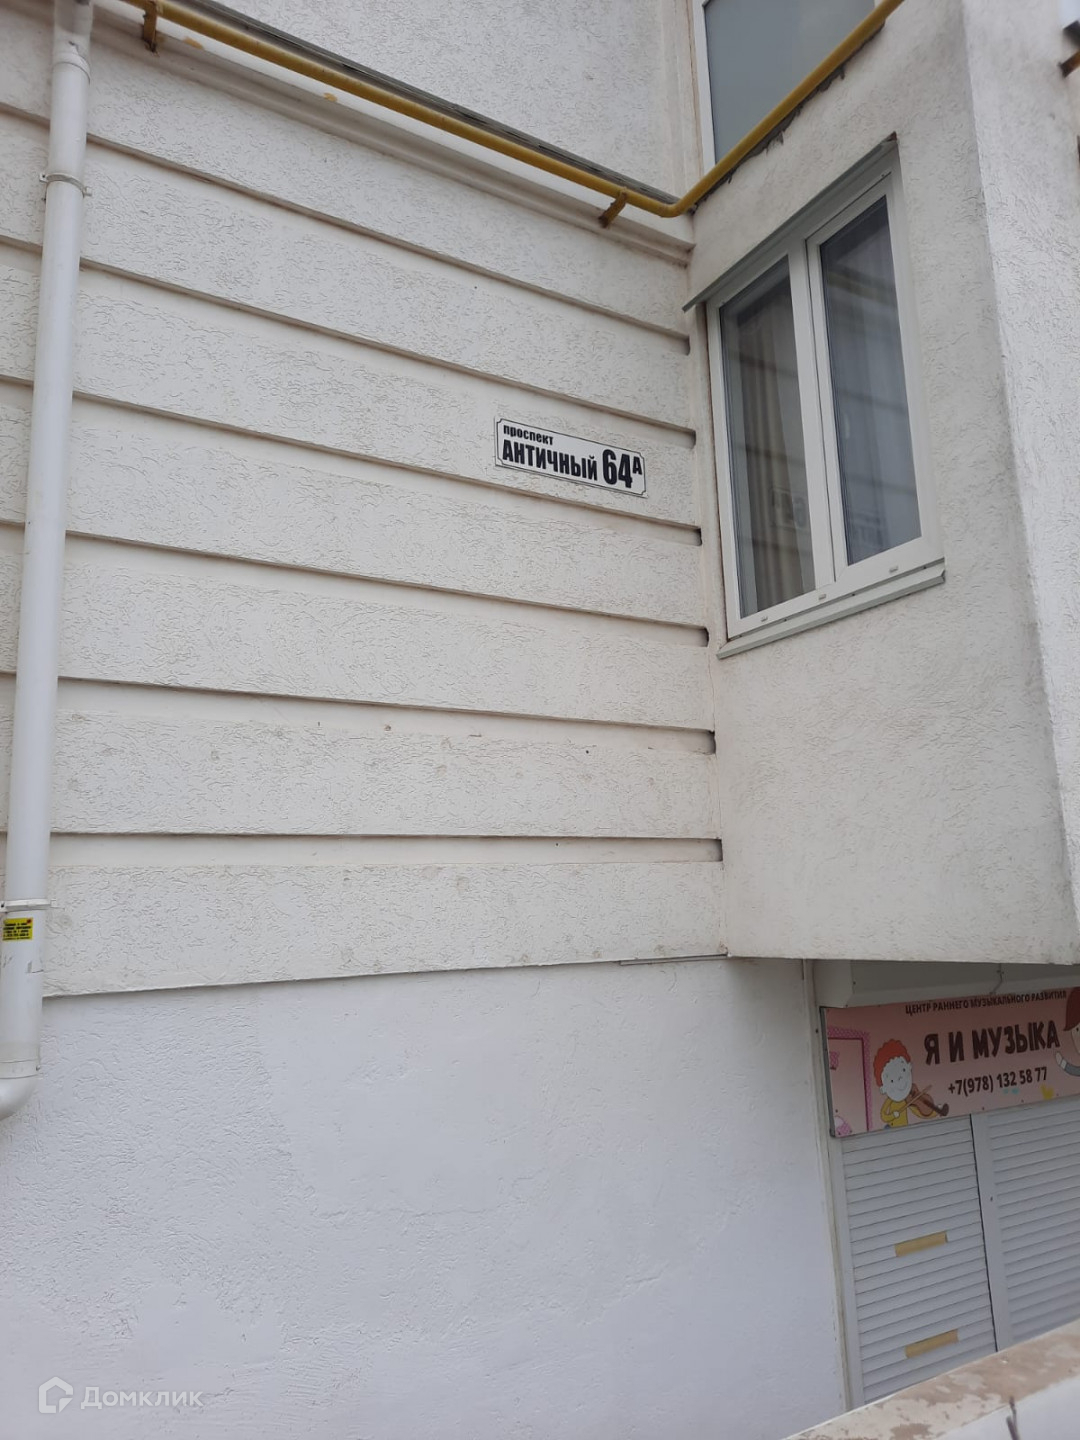 проспект
АНТИЧНЫЙ 64А
ЦЕНТР РАННЕГО МУЗЫКАЛЬНОГО РАЗВИТИЯ
Я И МУЗЫКА
+7(978) 132 58 77
Домклик